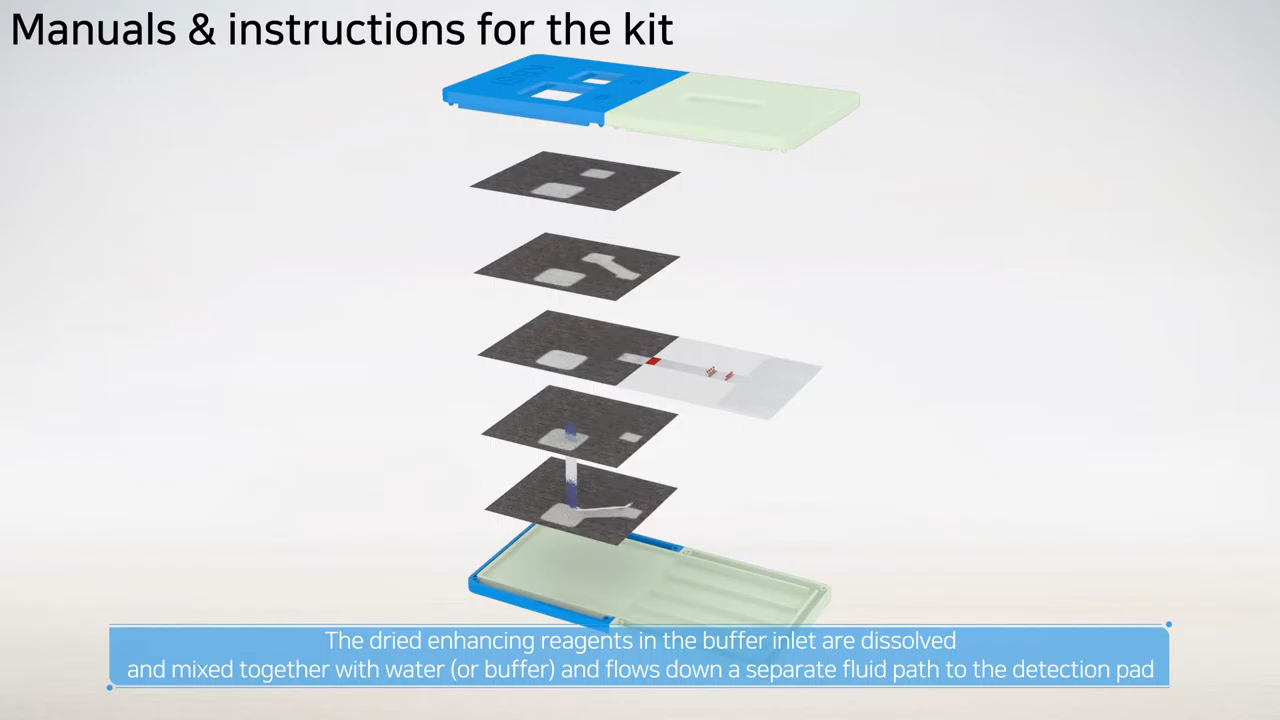 Manuals & instructions for the kit
The dried enhancing reagents in the buffer inlet are dissolved
and mixed together with water (or buffer) and flows down a separate fluid path to the detection pad